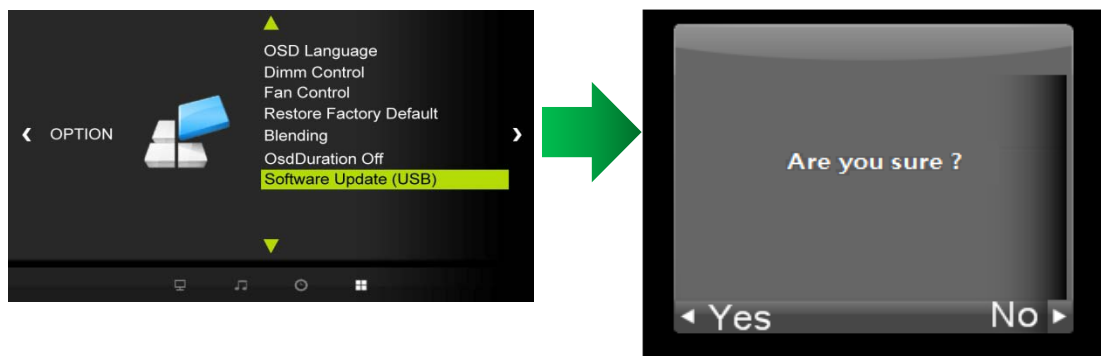 OSD Language
Dimm Control
Fan Control
Restore Factory Default
OPTION
Blending
OsdDuration Off
Software Update (USB)
Are you sure ?
Yes
No